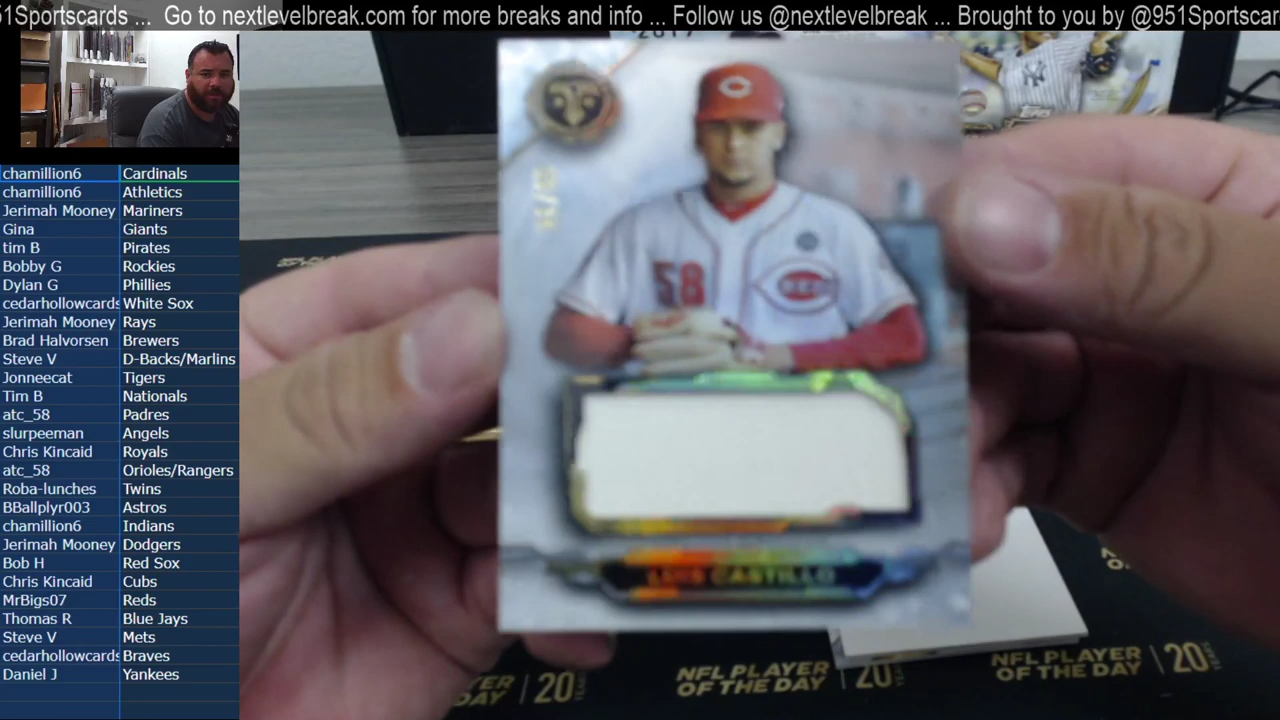 51Sportscards ... Go to nextlevelbreak.com for more breaks and info ... Follow us @nextlevelbreak ... Brought to you by @951Sportscar
chamillion6 Cardinals
chamillion6 Athletics
Jerimah Mooney Mariners
Gina Giants
tim B Pirates
Bobby G Rockies
Dylan G Phillies
cedarhollowcards White Sox
Jerimah Mooney Rays
Brad Halvorsen Brewers
Steve V D-Backs/Marlins
Jonneecat Tigers
Tim B Nationals
atc_58 Padres
slurpeeman Angels
Chris Kincaid Royals
atc_58 Orioles/Rangers
Roba-lunches Twins
BBallplyr003 Astros
chamillion6 Indians
Jerimah Mooney Dodgers
Bob H Red Sox
Chris Kincaid Cubs
MrBigs07 Reds
Thomas R Blue Jays
Steve V Mets
cedarhollowcards Braves
Daniel J Yankees
58
REDS
LUIS CASTILLO
20
NFL PLAYER OF THE DAY
20
NFL PLAYER OF THE DAY
20 YEARS